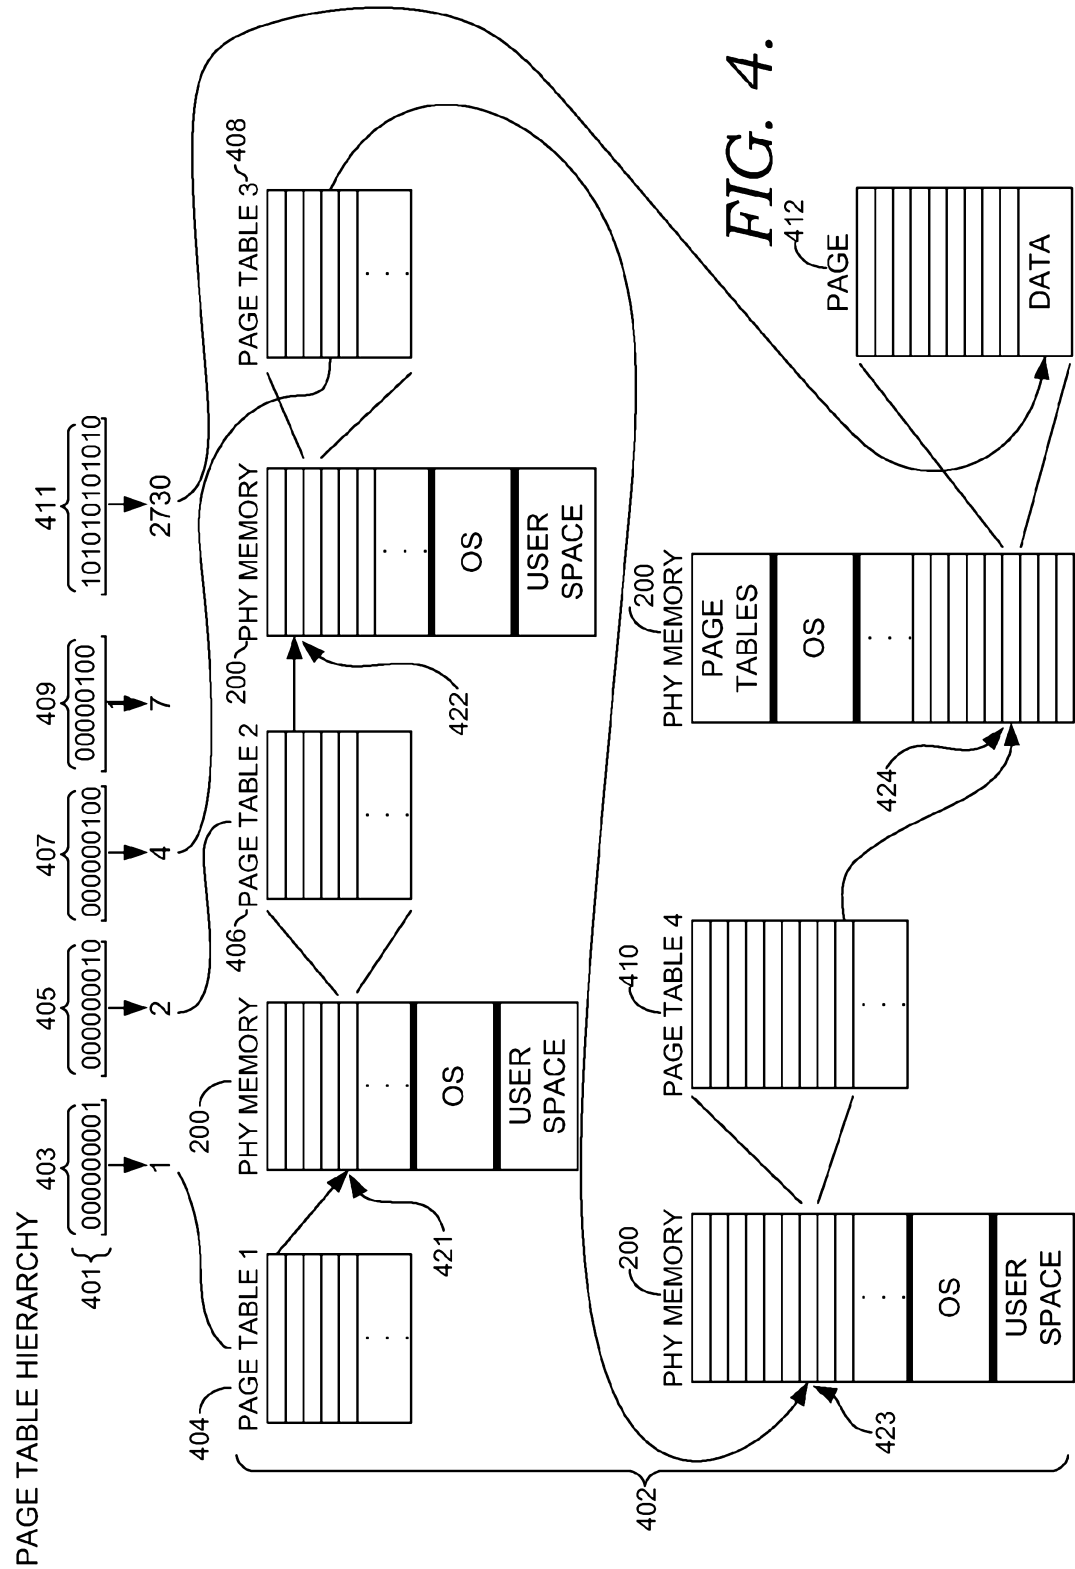 PAGE TABLE HIERARCHY
403 405 407 409 411
401 000000001 000000010 000000100 00000100 101010101010
1 2 4 7 2730
404 200 406 200 408
PAGE TABLE 1 PHY MEMORY PAGE TABLE 2 PHY MEMORY PAGE TABLE 3
. . .
. . .
. . .
. . .
. . .
421
422
OS
OS
USER
SPACE
USER
SPACE
402
200 410 200
PHY MEMORY PAGE TABLE 4 PHY MEMORY
PAGE
TABLES
OS
. . .
. . .
. . .
423
424
OS
USER
SPACE
FIG. 4.
412
PAGE
DATA